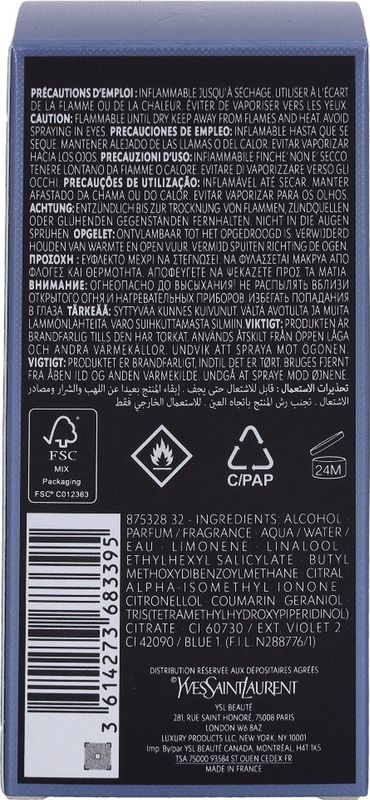 PRÉCAUTIONS D'EMPLOI : INFLAMMABLE JUSQU'À SÉCHAGE. UTILISER À L'ÉCART
DE LA FLAMME OU DE LA CHALEUR. ÉVITER DE VAPORISER VERS LES YEUX.
CAUTION: FLAMMABLE UNTIL DRY. KEEP AWAY FROM FLAMES AND HEAT. AVOID
SPRAYING IN EYES. PRECAUCIONES DE EMPLEO: INFLAMABLE HASTA QUE SE
SEQUE. MANTENER ALEJADO DE LAS LLAMAS O DEL CALOR. EVITAR VAPORIZAR
HACIA LOS OJOS. PRECAUZIONI D'USO: INFIAMMABILE FINCHE NON È SECCO.
TENERE LONTANO DA FIAMME O CALORE. EVITARE DI VAPORIZZARE VERSO GLI
OCCHI. PRECAUÇÕES DE UTILIZAÇÃO: INFLAMÁVEL ATÉ SECAR. MANTER
AFASTADO DA CHAMA OU DO CALOR. EVITAR VAPORIZAR PARA OS OLHOS.
ACHTUNG: ENTZÜNDLICH BIS ZUR TROCKNUNG. VON FLAMMEN, ZÜNDQUELLEN
ODER GLÜHENDEN GEGENSTÄNDEN FERNHALTEN. NICHT IN DIE AUGEN
SPRÜHEN. OPGELET: ONTVLAMBAAR TOT HET OPGEDROOGD IS. VERWIJDERD
HOUDEN VAN WARMTE EN OPEN VUUR. VERMIJD SPUITEN RICHTING DE OGEN.
ΠΡΟΣΟΧΗ : ΕΥΦΛΕΚΤΟ ΜΕΧΡΙ ΝΑ ΣΤΕΓΝΩΣΕΙ. ΝΑ ΦΥΛΑΣΣΕΤΑΙ ΜΑΚΡΥΑ ΑΠΟ
ΦΛΟΓΕΣ ΚΑΙ ΘΕΡΜΟΤΗΤΑ. ΑΠΟΦΕΥΓΕΤΕ ΝΑ ΨΕΚΑΖΕΤΕ ΠΡΟΣ ΤΑ ΜΑΤΙΑ.
ВНИМАНИЕ: ОГНЕОПАСНО ДО ВЫСЫХАНИЯ! НЕ РАСПЫЛЯТЬ ВБЛИЗИ
ОТКРЫТОГО ОГНЯ И НАГРЕВАТЕЛЬНЫХ ПРИБОРОВ. ИЗБЕГАТЬ ПОПАДАНИЯ
В ГЛАЗА. TÄRKEÄÄ: SYTTYVÄÄ KUNNES KUIVUNUT. VÄLTÄ AVOTULTA JA MUITA
LÄMMÖNLÄHTEITÄ. VARO SUIHKUTTAMASTA SILMIIN. VIKTIGT: PRODUKTEN ÄR
BRANDFARLIG TILLS DEN HAR TORKAT. ANVÄNDS ÅTSKILT FRÅN ÖPPEN LÅGA
OCH ANDRA VÄRMEKÄLLOR. UNDVIK ATT SPRAYA MOT ÖGONEN.
VIGTIGT: PRODUKTET ER BRANDFARLIGT, INDTIL DET ER TØRT. BRUGES FJERNT
FRA ÅBEN ILD OG ANDEN VARMEKILDE. UNDGÅ AT SPRAYE MOD ØJNENE.
تحذيرات الاستعمال: قابل للاشتعال حتى يجف. إبقاء المنتج بعيدا عن اللهب والشرار ومصادر
الاشتعال. تجنب رش المنتج باتجاه العين. للاستعمال الخارجي فقط
FSC
MIX
Packaging
FSC® C012363
C/PAP
24M
875328 32 - INGREDIENTS: ALCOHOL ·
PARFUM / FRAGRANCE · AQUA / WATER /
EAU · LIMONENE · LINALOOL ·
ETHYLHEXYL SALICYLATE · BUTYL
METHOXYDIBENZOYLMETHANE · CITRAL ·
ALPHA-ISOMETHYL IONONE ·
CITRONELLOL · COUMARIN · GERANIOL ·
TRIS(TETRAMETHYLHYDROXYPIPERIDINOL)
CITRATE · CI 60730 / EXT. VIOLET 2 ·
CI 42090 / BLUE 1. (F.I.L. N288776/1)
3 614273 683395
DISTRIBUTION RÉSERVÉE AUX DÉPOSITAIRES AGRÉÉS
©YVESSAINTLAURENT
YSL BEAUTÉ
281, RUE SAINT HONORÉ, 75008 PARIS
LONDON W6 8AZ
LUXURY PRODUCTS LLC, NEW YORK, NY 10001
Imp. By/par YSL BEAUTÉ CANADA, MONTRÉAL, H4T 1K5
TSA 75000 93584 ST OUEN CEDEX FR
MADE IN FRANCE